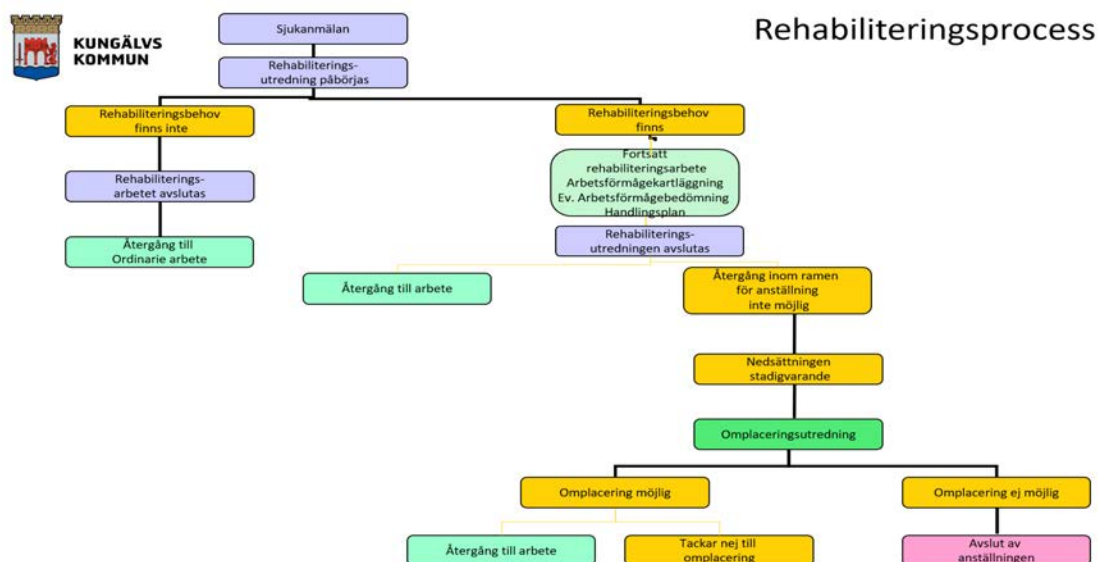 KUNGÄLVS
KOMMUN
Rehabiliteringsprocess
Sjukanmälan
Rehabiliterings-
utredning påbörjas
Rehabiliteringsbehov
finns inte
Rehabiliteringsbehov
finns
Rehabiliterings-
arbetet avslutas
Fortsatt
rehabiliteringsarbete
Arbetsförmågekartläggning
Ev. Arbetsförmågebedömning
Handlingsplan
Återgång till
Ordinarie arbete
Rehabiliterings-
utredningen avslutas
Återgång till arbete
Återgång inom ramen
för anställning
inte möjlig
Nedsättningen
stadigvarande
Omplaceringsutredning
Omplacering möjlig
Omplacering ej möjlig
Återgång till arbete
Tackar nej till
omplacering
Avslut av
anställningen